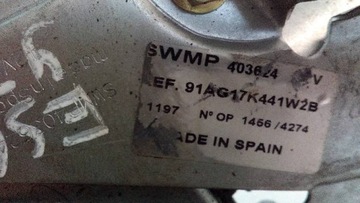 SWMP 403624 V
EF. 91AG17K441W2B
1197 Nº OP 1466/4274
ADE IN SPAIN